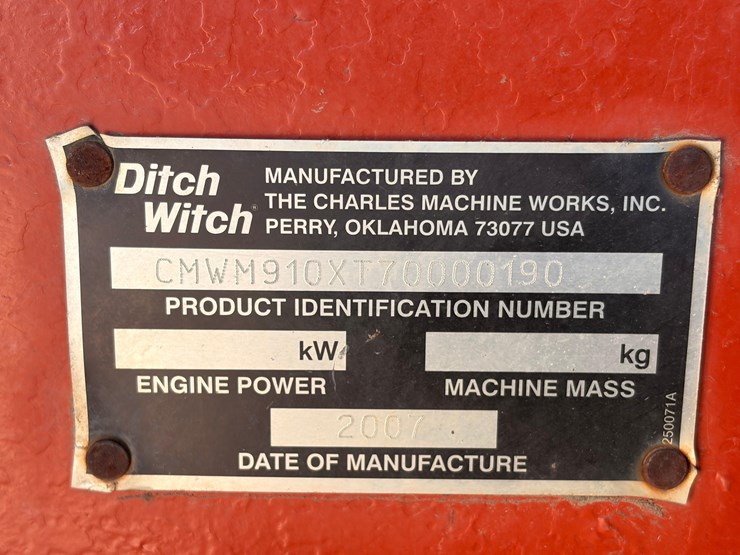 Ditch Witch®
MANUFACTURED BY
THE CHARLES MACHINE WORKS, INC.
PERRY, OKLAHOMA 73077 USA
CMWM910XT70000190
PRODUCT IDENTIFICATION NUMBER
kW
ENGINE POWER
kg
MACHINE MASS
2007
DATE OF MANUFACTURE
250071A